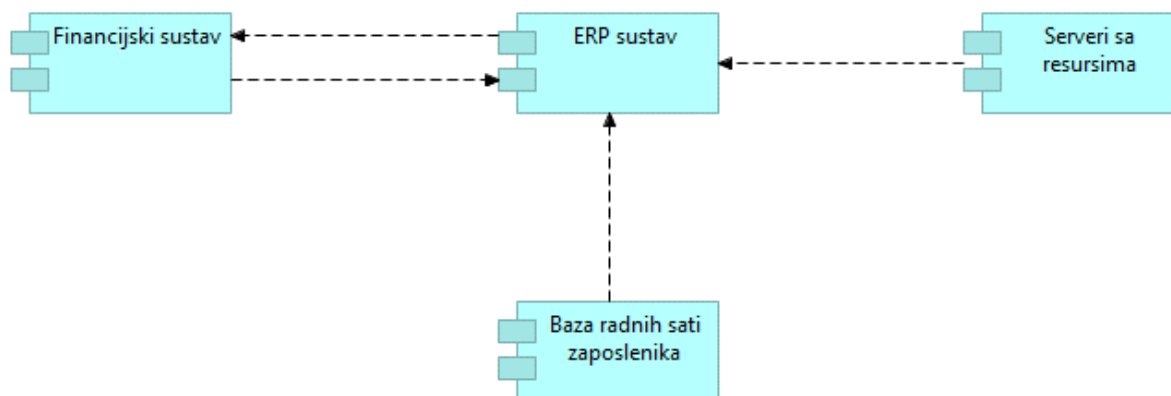 Financijski sustav
ERP sustav
Serveri sa
resursima
Baza radnih sati
zaposlenika